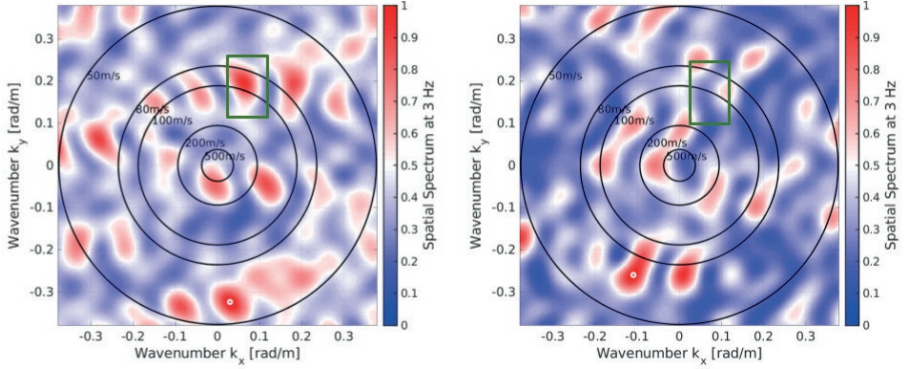 0.3
0.2
0.1
0
-0.1
-0.2
-0.3
Wavenumber k_y [rad/m]
50m/s
80m/s
100m/s
200m/s
500m/s
-0.3 -0.2 -0.1 0 0.1 0.2 0.3
Wavenumber k_x [rad/m]
1
0.9
0.8
0.7
0.6
0.5
0.4
0.3
0.2
0.1
0
Spatial Spectrum at 3 Hz
0.3
0.2
0.1
0
-0.1
-0.2
-0.3
Wavenumber k_y [rad/m]
50m/s
80m/s
100m/s
200m/s
500m/s
-0.3 -0.2 -0.1 0 0.1 0.2 0.3
Wavenumber k_x [rad/m]
1
0.9
0.8
0.7
0.6
0.5
0.4
0.3
0.2
0.1
0
Spatial Spectrum at 3 Hz